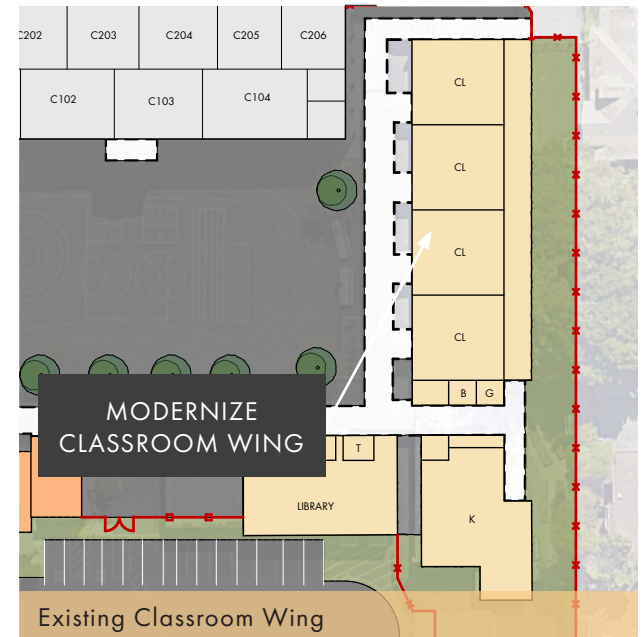 C202 C203 C204 C205 C206
C102 C103 C104
CL
CL
CL
CL
B G
MODERNIZE
CLASSROOM WING
T
LIBRARY
K
Existing Classroom Wing